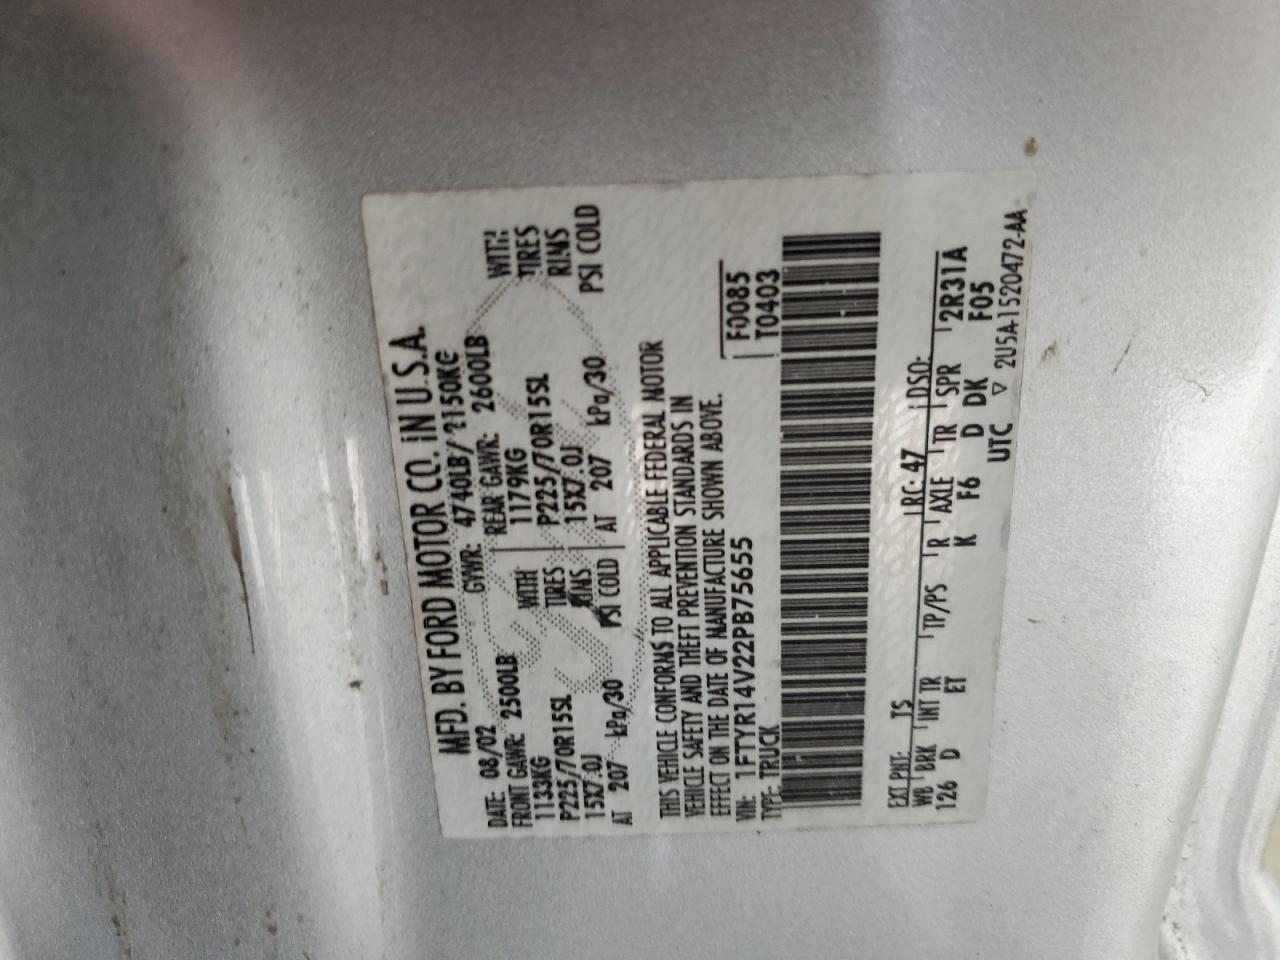 MFD. BY FORD MOTOR CO. IN U.S.A.
DATE: 08/02 GVWR: 4740LB/ 2150KG
FRONT GAWR: 2500LB REAR GAWR: 2600LB
1133KG WITH 1179KG WITH
P225/70R15SL TIRES P225/70R15SL TIRES
15X7.0J RIMS 15X7.0J RIMS
AT 207 kPa/30 PSI COLD AT 207 kPa/30 PSI COLD
THIS VEHICLE CONFORMS TO ALL APPLICABLE FEDERAL MOTOR
VEHICLE SAFETY AND THEFT PREVENTION STANDARDS IN
EFFECT ON THE DATE OF MANUFACTURE SHOWN ABOVE.
VIN: 1FTYR14V22PB75655 F0085
TYPE: TRUCK T0403
EXT PNT: TS RC: 47 DSO:
WB BRK INT TR TP/PS R AXLE TR SPR 2R31A
126 D ET K F6 D DK F05
UTC ▽ 2U5A-1520472-AA